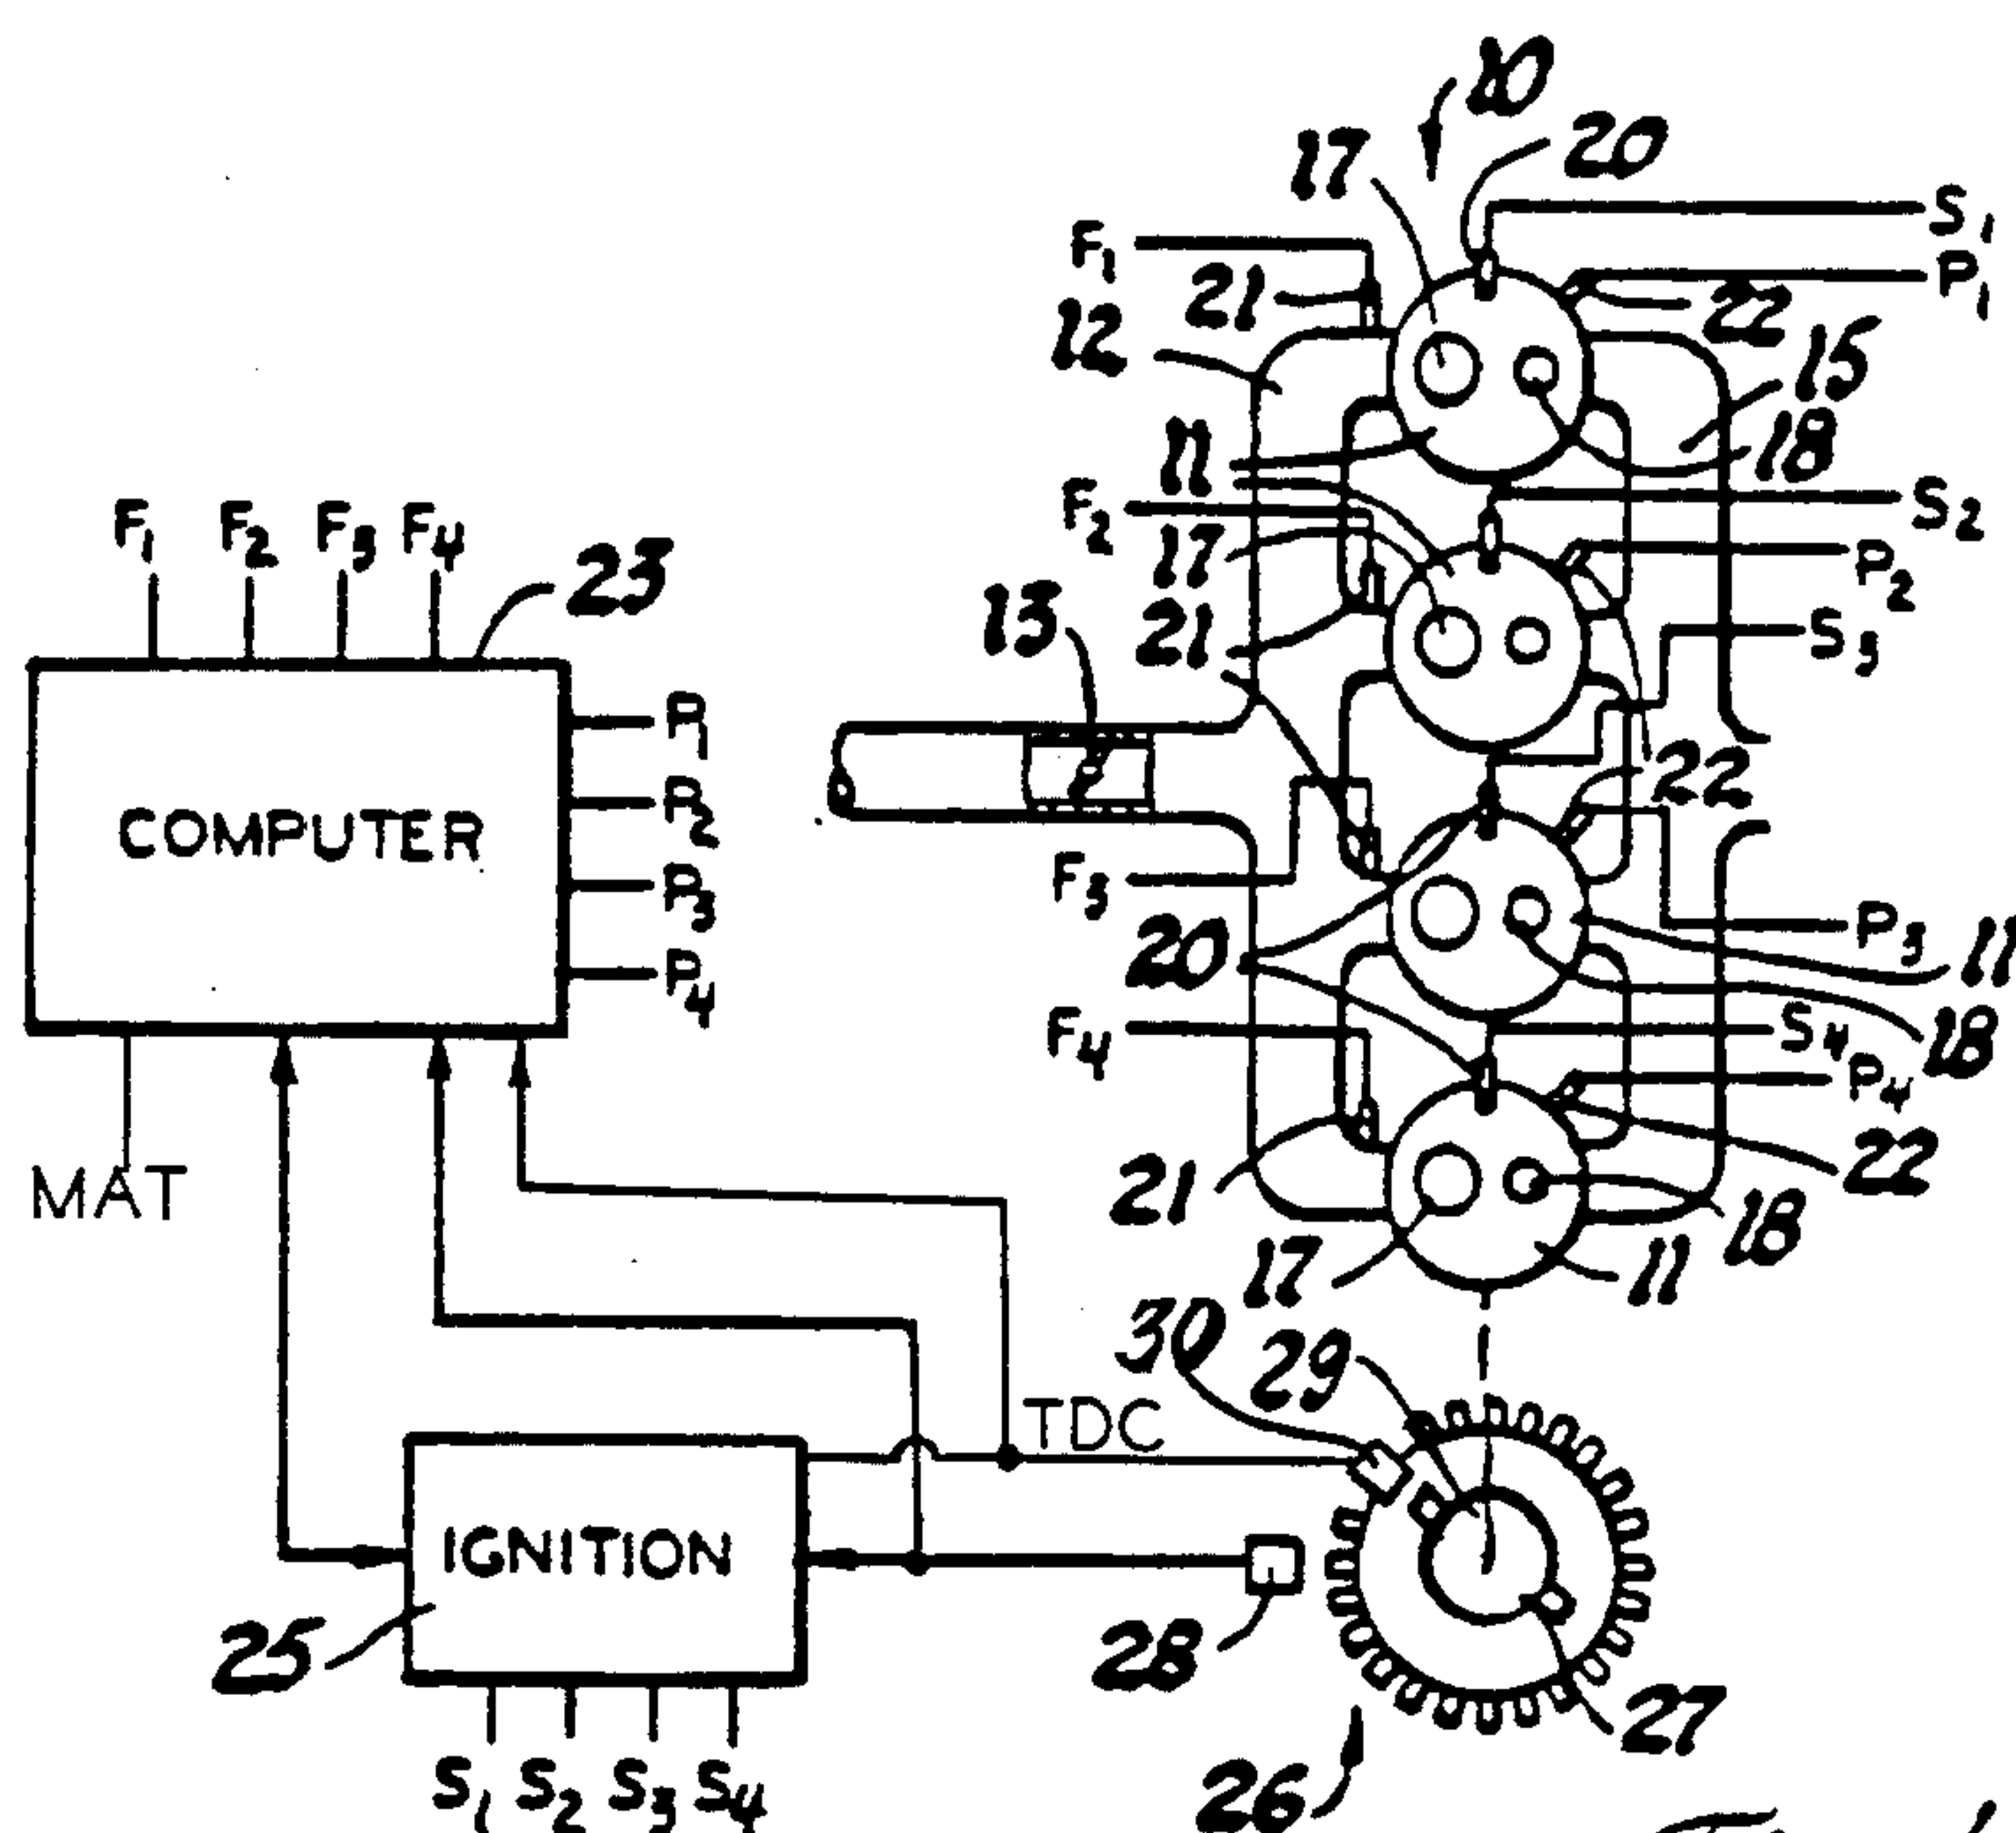 10
20
17
S1
F1
P1
21
22
12
15
11
18
F2
S2
17
P2
F1 F2 F3 F4
23
13
21
S3
P1
22
P2
COMPUTER
F3
P3
P3
11
20
P4
F4
S4
18
P4
MAT
21
22
18
17
11
30
29
TDC
IGNITION
25
28
27
26
S1 S2 S3 S4